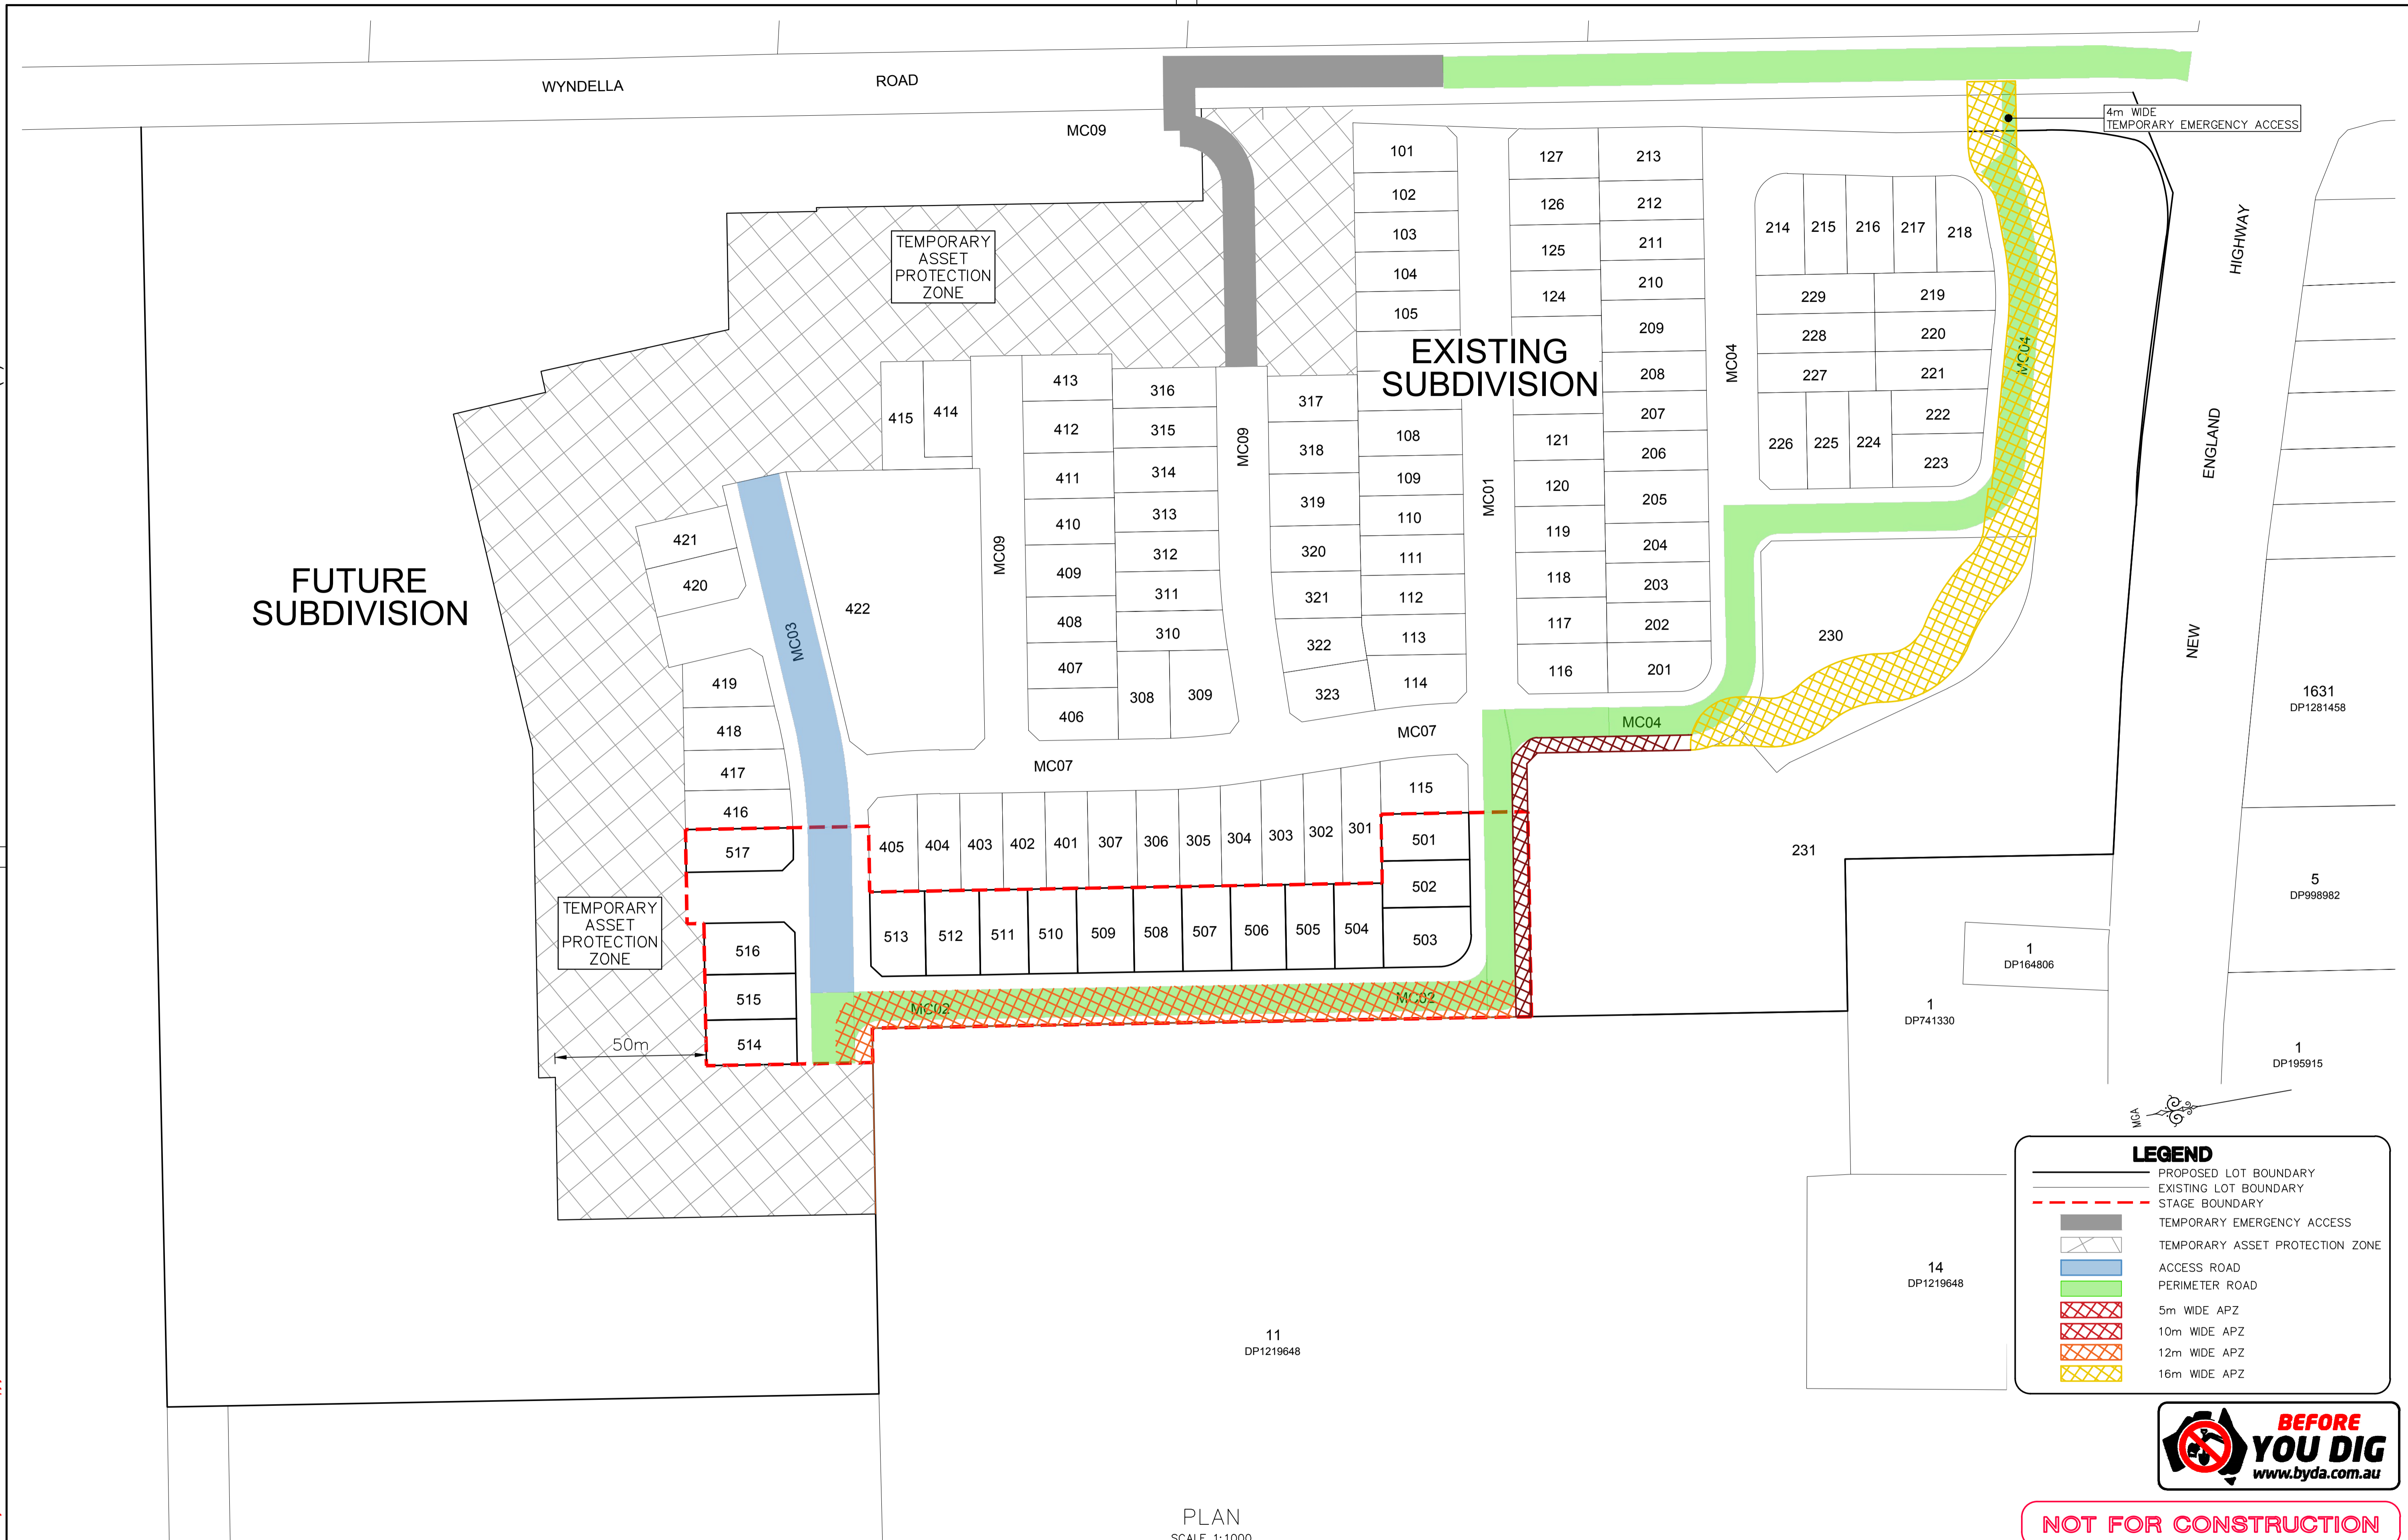 WYNDELLA
ROAD
MC09
4m WIDE
TEMPORARY EMERGENCY ACCESS
NEW
ENGLAND
HIGHWAY
TEMPORARY
ASSET
PROTECTION
ZONE
EXISTING
SUBDIVISION
FUTURE
SUBDIVISION
101
102
103
104
105
108
109
110
111
112
113
114
115
127
126
125
124
121
120
119
118
117
116
213
212
211
210
209
208
207
206
205
204
203
202
201
214
215
216
217
218
229
219
228
220
227
221
226
225
224
222
223
230
231
MC04
MC04
MC04
MC01
MC09
MC09
MC03
MC07
MC07
415
414
413
412
411
410
409
408
407
406
316
315
314
313
312
311
310
308
309
317
318
319
320
321
322
323
421
420
422
419
418
417
416
405
404
403
402
401
307
306
305
304
303
302
301
517
516
515
514
513
512
511
510
509
508
507
506
505
504
501
502
503
MC02
MC02
TEMPORARY
ASSET
PROTECTION
ZONE
50m
1631
DP1281458
5
DP998982
1
DP164806
1
DP741330
1
DP195915
14
DP1219648
11
DP1219648
MGA
LEGEND
PROPOSED LOT BOUNDARY
EXISTING LOT BOUNDARY
STAGE BOUNDARY
TEMPORARY EMERGENCY ACCESS
TEMPORARY ASSET PROTECTION ZONE
ACCESS ROAD
PERIMETER ROAD
5m WIDE APZ
10m WIDE APZ
12m WIDE APZ
16m WIDE APZ
BEFORE
YOU DIG
www.byda.com.au
PLAN
SCALE 1:1000
NOT FOR CONSTRUCTION